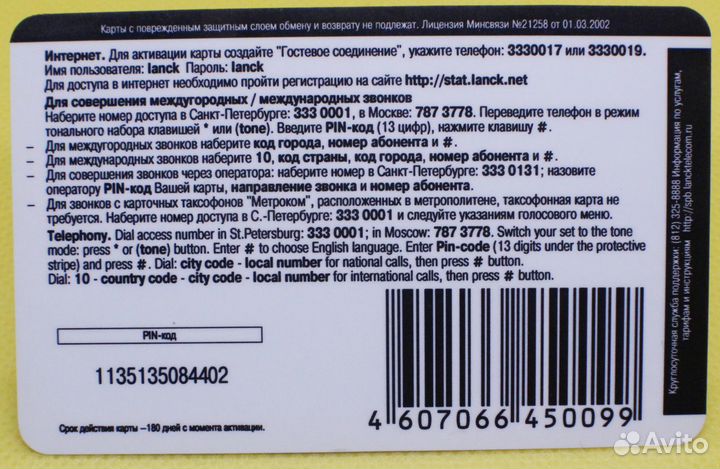 Карты с поврежденным защитным слоем обмену и возврату не подлежат. Лицензия Минсвязи №21258 от 01.03.2002
Интернет. Для активации карты создайте "Гостевое соединение", укажите телефон: 3330017 или 3330019.
Имя пользователя: lanck Пароль: lanck
Для доступа в интернет необходимо пройти регистрацию на сайте http://stat.lanck.net
Для совершения междугородных / международных звонков
Наберите номер доступа в Санкт-Петербурге: 333 0001, в Москве: 787 3778. Переведите телефон в режим
тонального набора клавишей * или (tone). Введите PIN-код (13 цифр), нажмите клавишу #.
– Для междугородных звонков наберите код города, номер абонента и #.
– Для международных звонков наберите 10, код страны, код города, номер абонента и #.
– Для совершения звонков через оператора: наберите номер в Санкт-Петербурге: 333 0131; назовите
оператору PIN-код Вашей карты, направление звонка и номер абонента.
– Для звонков с карточных таксофонов "Метроком", расположенных в метрополитене, таксофонная карта не
требуется. Наберите номер доступа в С.-Петербурге: 333 0001 и следуйте указаниям голосового меню.
Telephony. Dial access number in St.Petersburg: 333 0001; in Moscow: 787 3778. Switch your set to the tone
mode: press * or (tone) button. Enter # to choose English language. Enter Pin-code (13 digits under the protective
stripe) and press #. Dial: city code - local number for national calls, then press # button.
Dial: 10 - country code - city code - local number for international calls, then press # button.
PIN-код
1135135084402
Срок действия карты –180 дней с момента активации.
4 607066 450099
Круглосуточная служба поддержки: (812) 325-8888 Информация по услугам,
тарифам и инструкциям http://spb.lancktelecom.ru
Avito